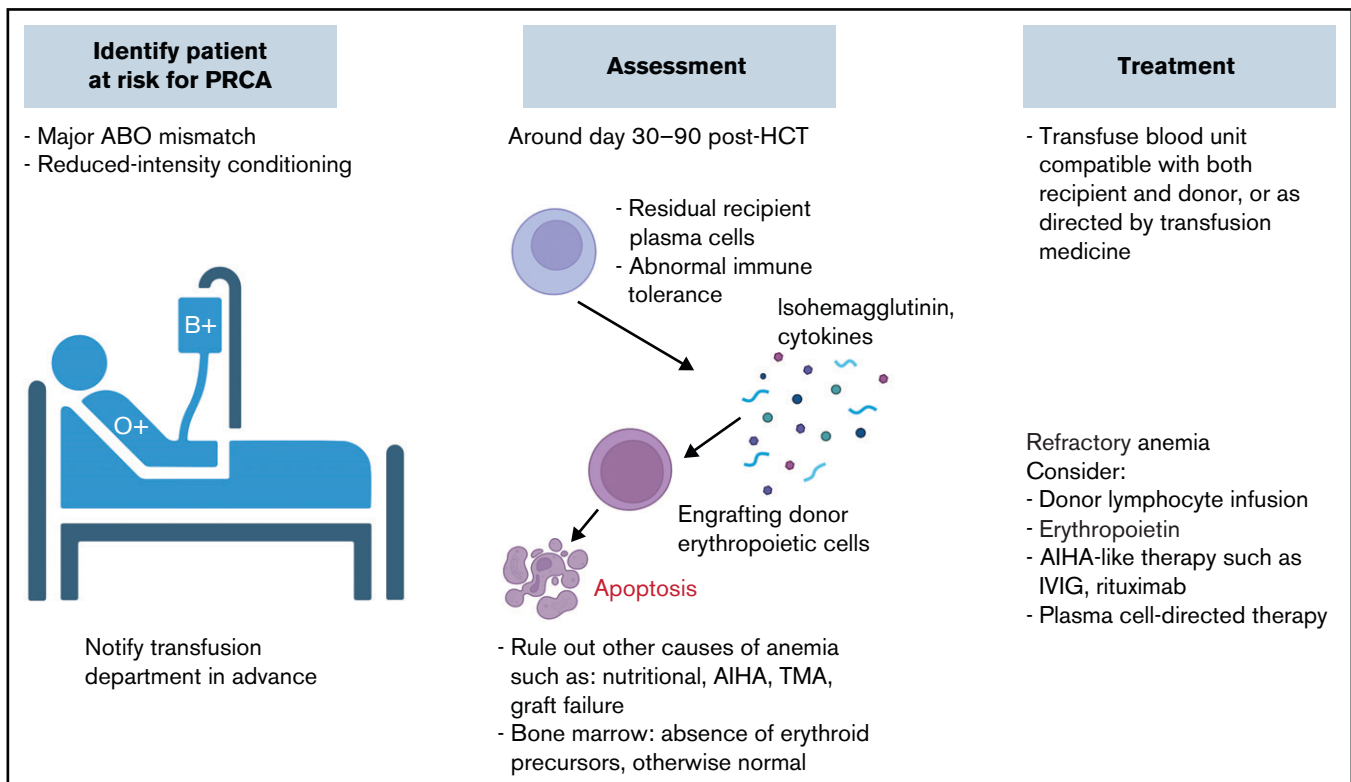 Identify patient
at risk for PRCA
- Major ABO mismatch
- Reduced-intensity conditioning
B+
O+
Notify transfusion
department in advance
Assessment
Around day 30–90 post-HCT
- Residual recipient
plasma cells
- Abnormal immune
tolerance
Isohemagglutinin,
cytokines
Engrafting donor
erythropoietic cells
Apoptosis
- Rule out other causes of anemia
such as: nutritional, AIHA, TMA,
graft failure
- Bone marrow: absence of erythroid
precursors, otherwise normal
Treatment
- Transfuse blood unit
compatible with both
recipient and donor, or as
directed by transfusion
medicine
Refractory anemia
Consider:
- Donor lymphocyte infusion
- Erythropoietin
- AIHA-like therapy such as
IVIG, rituximab
- Plasma cell-directed therapy